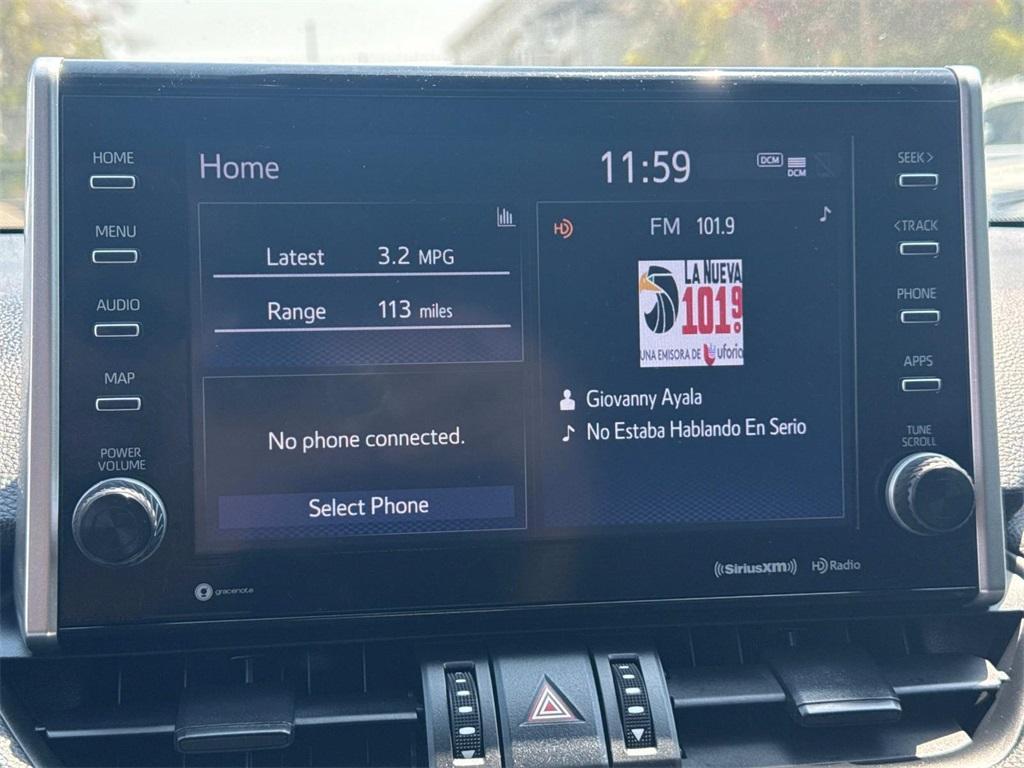 HOME
MENU
AUDIO
MAP
POWER
VOLUME
Home
11:59
DCM
DCM
Latest 3.2 MPG
Range 113 miles
No phone connected.
Select Phone
HD
FM 101.9
LA NUEVA
101.9
UNA EMISORA DE uforia
Giovanny Ayala
No Estaba Hablando En Serio
SEEK>
<TRACK
PHONE
APPS
TUNE
SCROLL
gracenote
((SiriusXM))
HD Radio